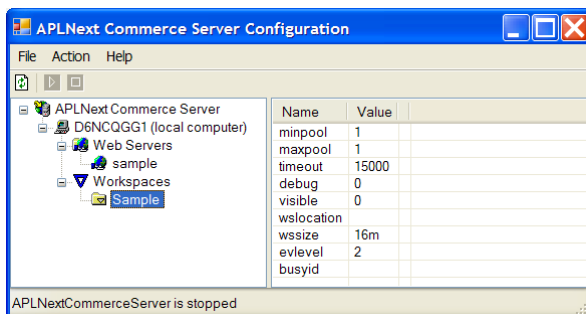 APLNext Commerce Server Configuration
File Action Help
APLNext Commerce Server
D6NCQGG1 (local computer)
Web Servers
sample
Workspaces
Sample
Name Value
minpool 1
maxpool 1
timeout 15000
debug 0
visible 0
wslocation
wssize 16m
evlevel 2
busyid
APLNextCommerceServer is stopped